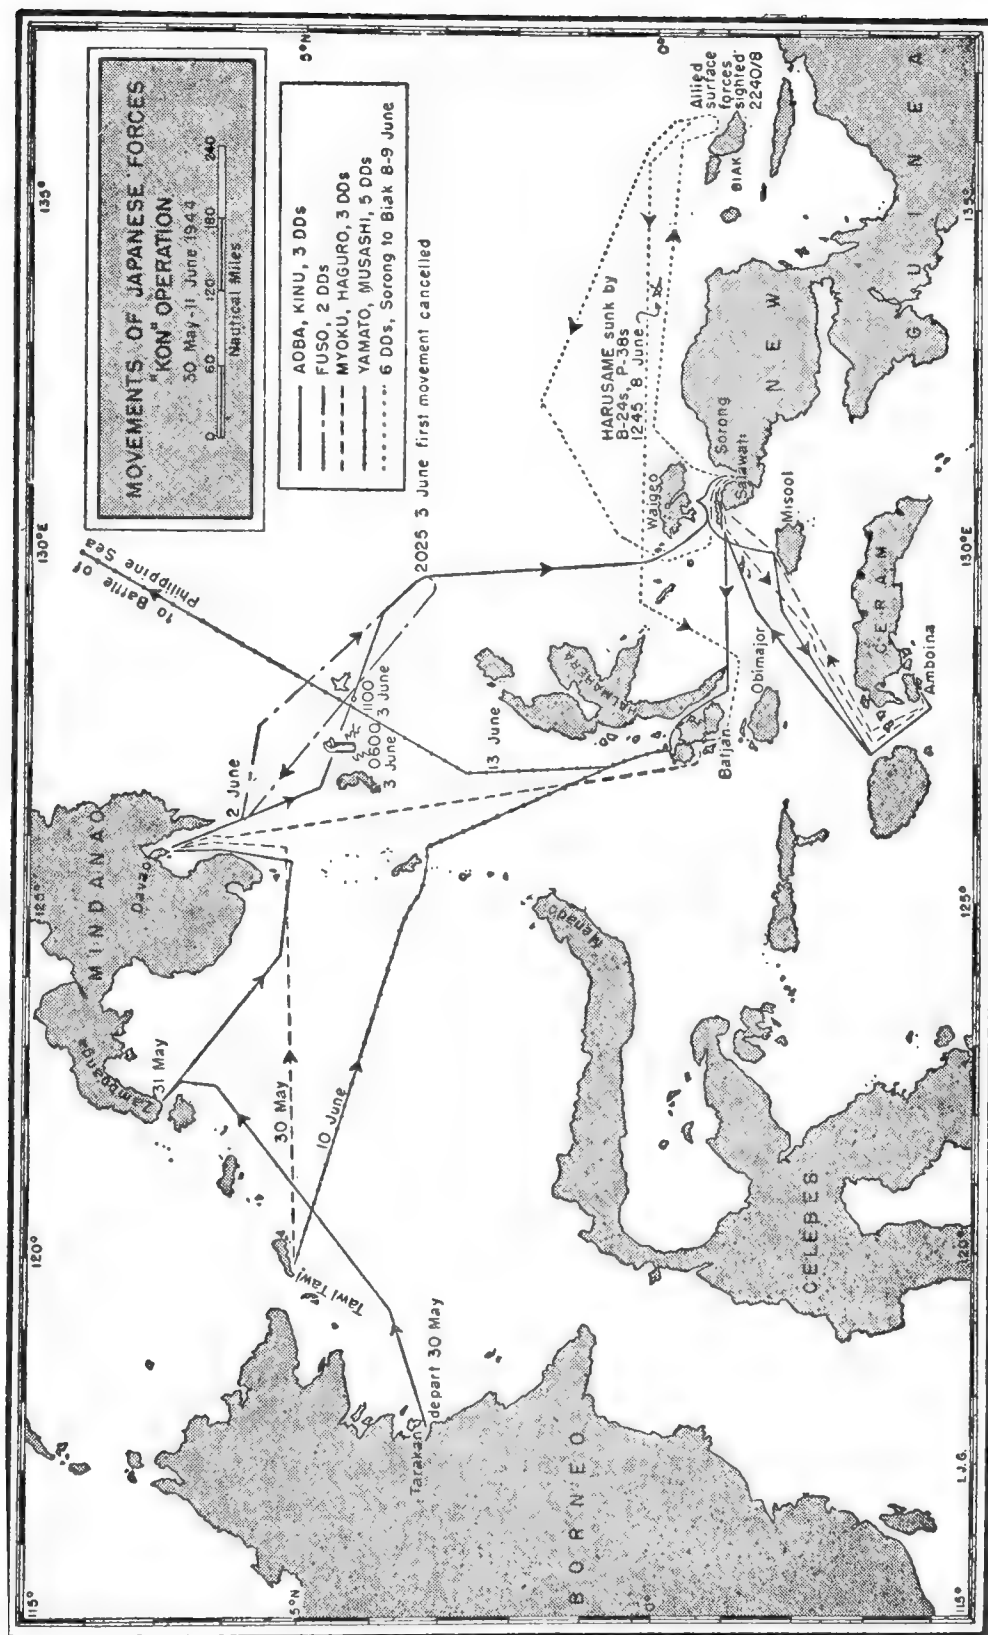 MOVEMENTS OF JAPANESE FORCES
"KON" OPERATION
30 May-11 June 1944
0 60 120 180 240
Nautical Miles
AOBA, KINU, 3 DDs
FUSO, 2 DDs
MYOKU, HAGURO, 3 DDs
YAMATO, MUSASHI, 5 DDs
6 DDs, Sorong to Biak 8-9 June
115°
120°
125°
130°E
135°
5°N
0°
5°N
0°
115°
120°
125°
130°E
135°
to Battle of
Philippine Sea
2025 3 June first movement cancelled
2 June
0600
3 June
1100
3 June
13 June
MINDANAO
Davao
Zamboanga
31 May
30 May
10 June
Tawi Tawi
Tarakan
depart 30 May
BORNEO
CELEBES
Menado
HALMAHERA
Batjan
Obimajor
Waigeo
Sorong
Salawati
Misool
CERAM
Amboina
NEW
GUINEA
BIAK
HARUSAME sunk by
B-24s, P-38s
1245 8 June
Allied
surface
forces
sighted
2240/8
I.J.G.